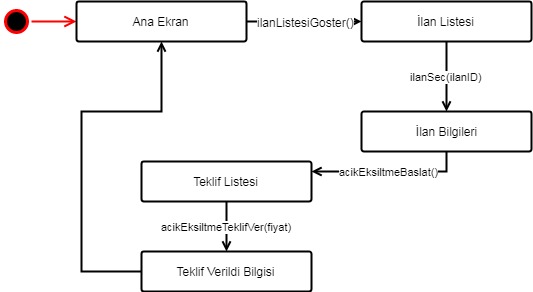 Ana Ekran
ilanListesiGoster()
İlan Listesi
ilanSec(ilanID)
İlan Bilgileri
acikEksiltmeBaslat()
Teklif Listesi
acikEksiltmeTeklifVer(fiyat)
Teklif Verildi Bilgisi